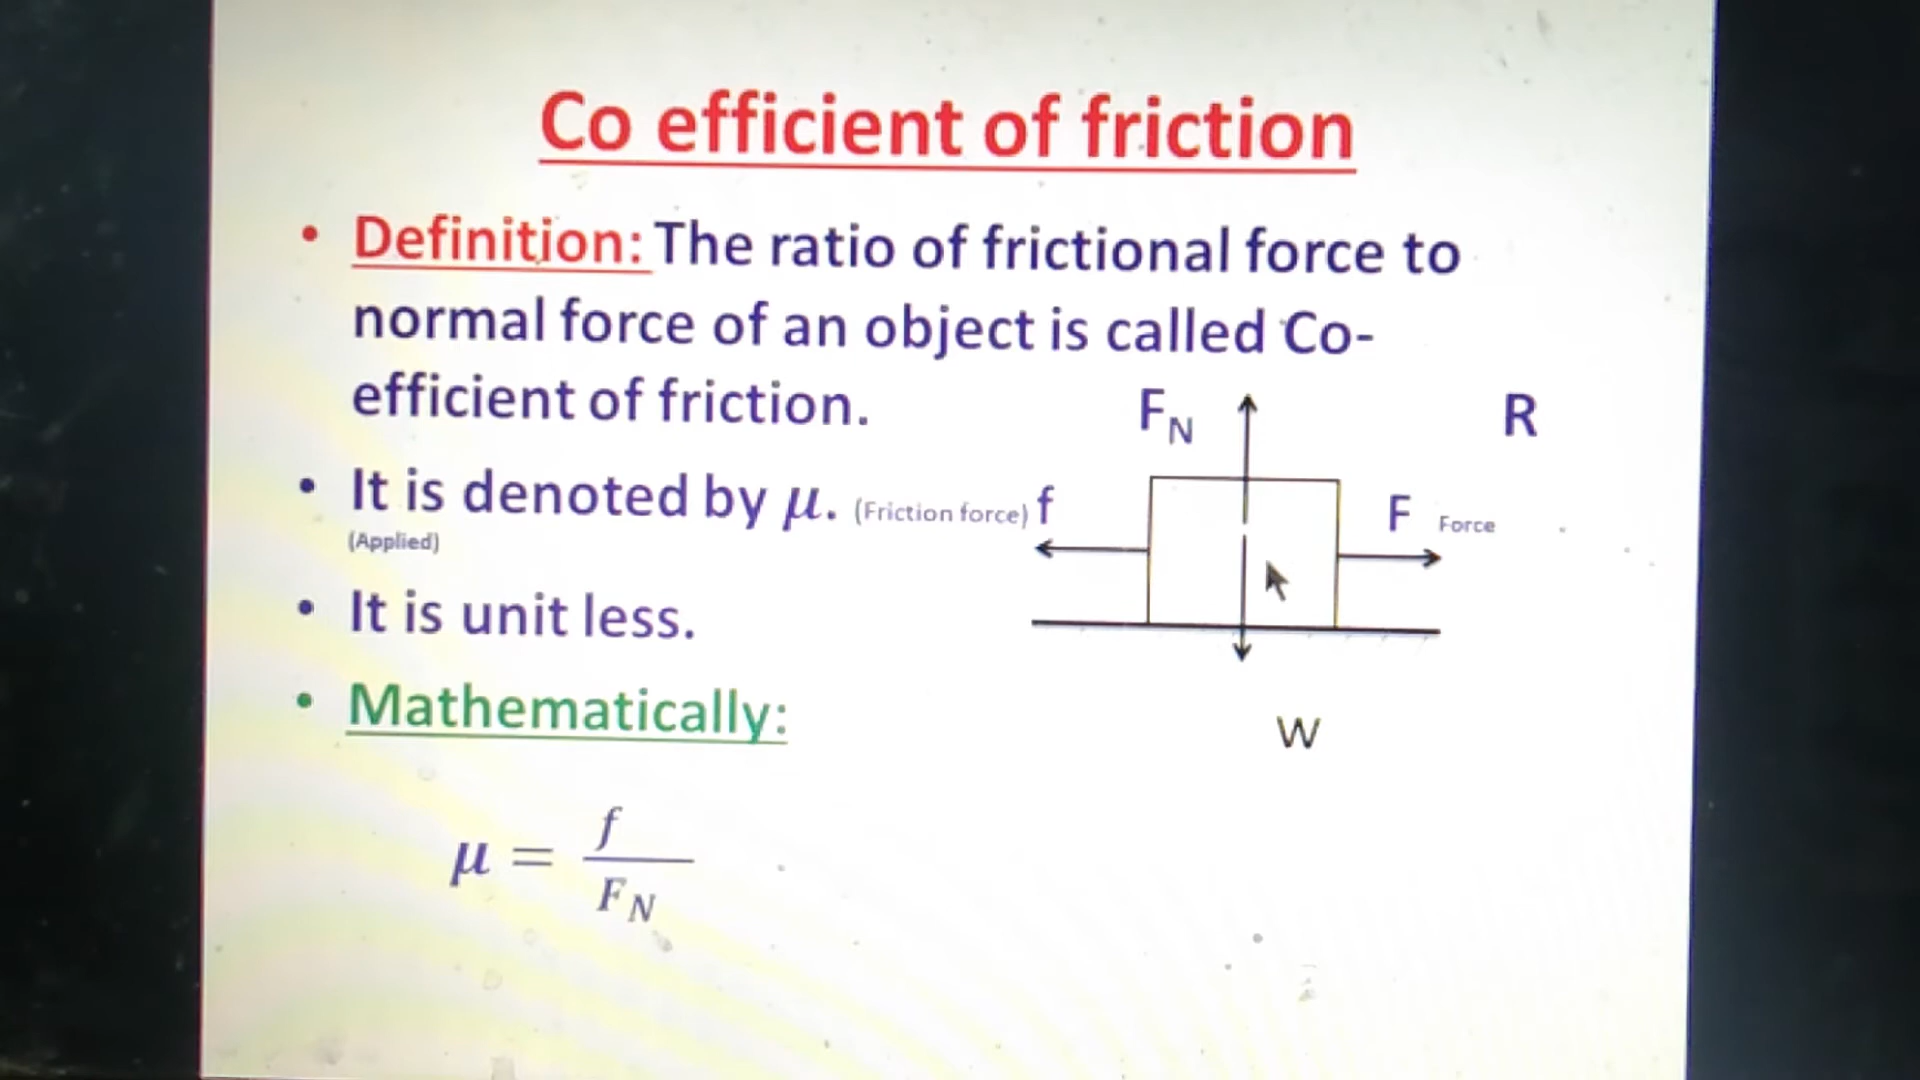 Co efficient of friction
• Definition: The ratio of frictional force to
normal force of an object is called Co-
efficient of friction.
F_N
R
• It is denoted by μ. (Friction force) f
F Force
(Applied)
• It is unit less.
• Mathematically:
W
μ = f / F_N